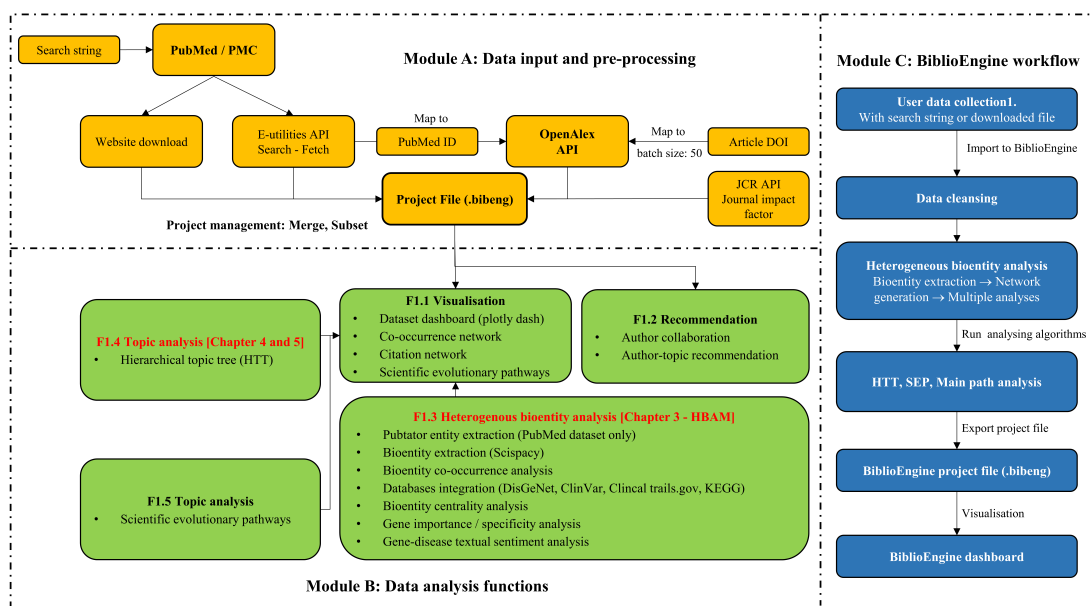 Module A: Data input and pre-processing
Search string
PubMed / PMC
Website download
E-utilities API
Search - Fetch
Map to
PubMed ID
OpenAlex
API
Map to
batch size: 50
Article DOI
Project File (.bibeng)
JCR API
Journal impact
factor
Project management: Merge, Subset
F1.4 Topic analysis [Chapter 4 and 5]
• Hierarchical topic tree (HTT)
F1.1 Visualisation
• Dataset dashboard (plotly dash)
• Co-occurrence network
• Citation network
• Scientific evolutionary pathways
F1.2 Recommendation
• Author collaboration
• Author-topic recommendation
F1.5 Topic analysis
• Scientific evolutionary pathways
F1.3 Heterogenous bioentity analysis [Chapter 3 - HBAM]
• Pubtator entity extraction (PubMed dataset only)
• Bioentity extraction (Scispacy)
• Bioentity co-occurrence analysis
• Databases integration (DisGeNet, ClinVar, Clincal trails.gov, KEGG)
• Bioentity centrality analysis
• Gene importance / specificity analysis
• Gene-disease textual sentiment analysis
Module B: Data analysis functions
Module C: BiblioEngine workflow
User data collection1.
With search string or downloaded file
Import to BiblioEngine
Data cleansing
Heterogeneous bioentity analysis
Bioentity extraction → Network
generation → Multiple analyses
Run analysing algorithms
HTT, SEP, Main path analysis
Export project file
BiblioEngine project file (.bibeng)
Visualisation
BiblioEngine dashboard